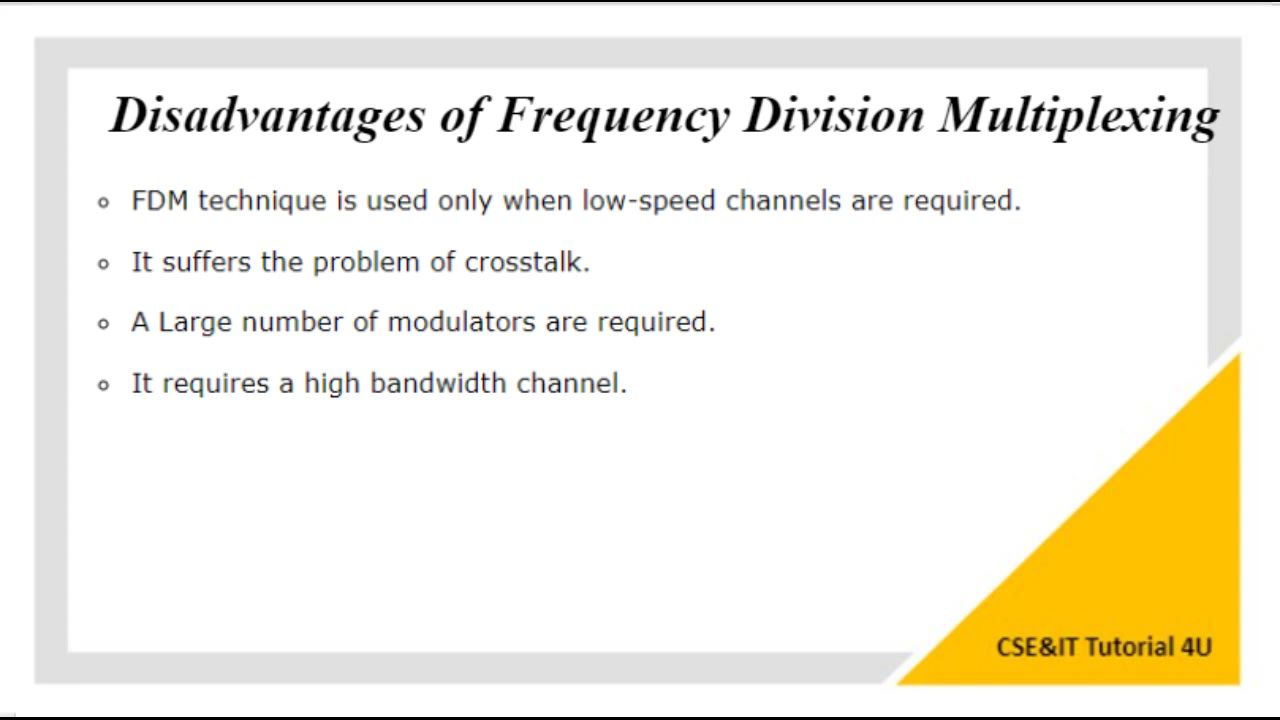 Disadvantages of Frequency Division Multiplexing
FDM technique is used only when low-speed channels are required.
It suffers the problem of crosstalk.
A Large number of modulators are required.
It requires a high bandwidth channel.
CSE&IT Tutorial 4U